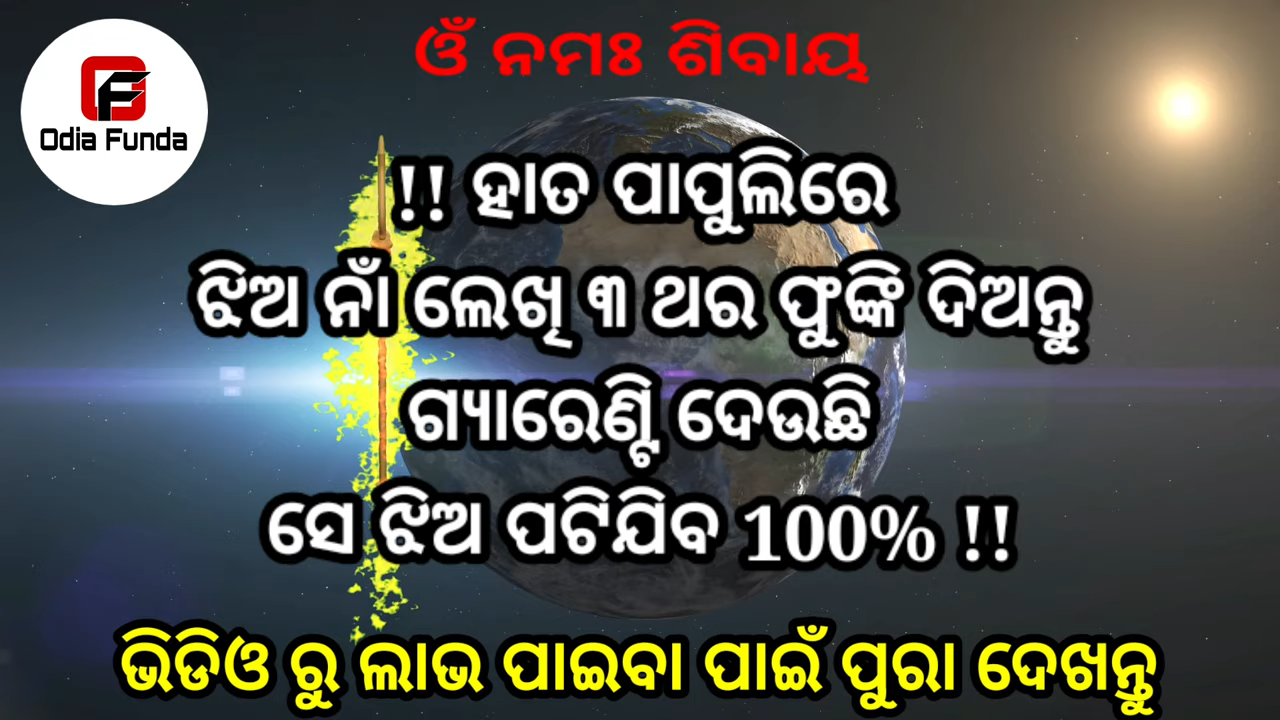 ଓଁ ନମଃ ଶିବାୟ
Odia Funda
!! ହାତ ପାପୁଲିରେ
ଝିଅ ନାଁ ଲେଖି ୩ ଥର ଫୁଙ୍କି ଦିଅନ୍ତୁ
ଗ୍ୟାରେଣ୍ଟି ଦେଉଛି
ସେ ଝିଅ ପଟିଯିବ 100% !!
ଭିଡିଓ ରୁ ଲାଭ ପାଇବା ପାଇଁ ପୁରା ଦେଖନ୍ତୁ